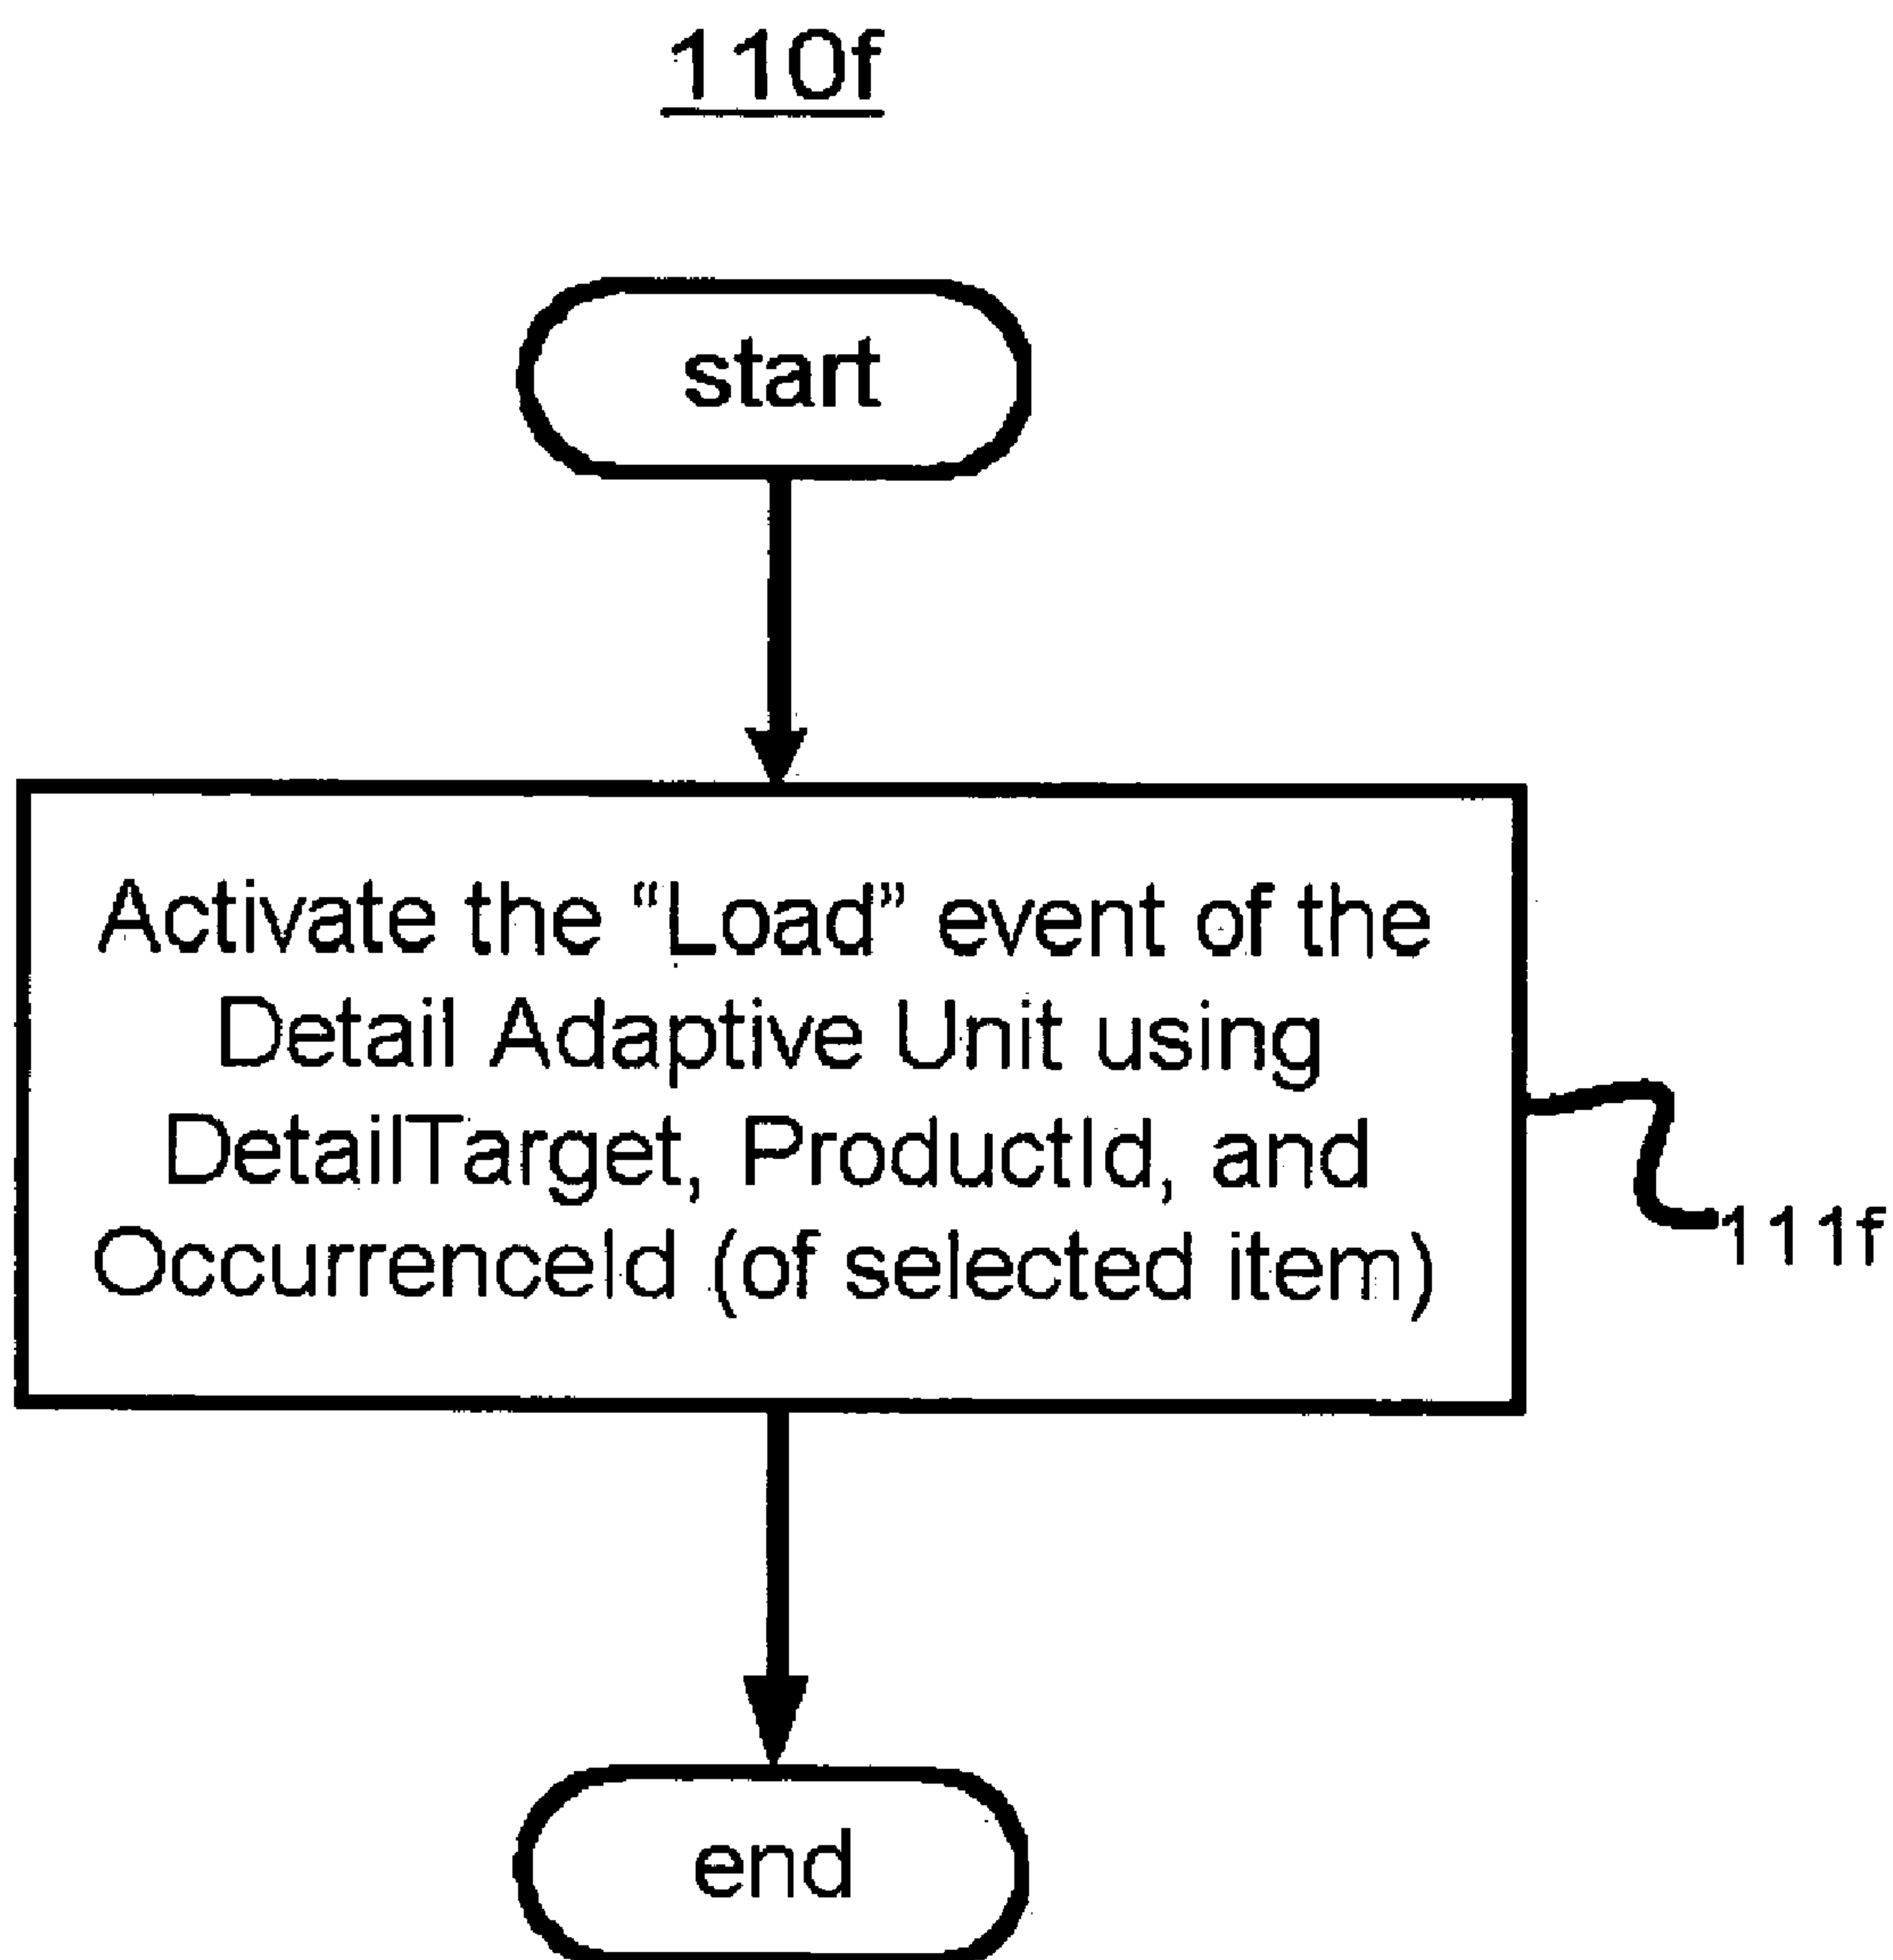 110f
start
Activate the “Load” event of the
Detail Adaptive Unit using
DetailTarget, ProductId, and
OccurrenceId (of selected item)
111f
end